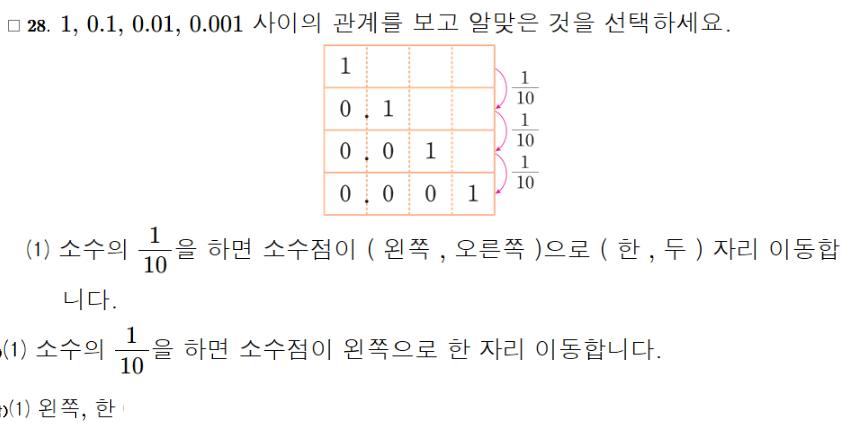 □ 28. 1, 0.1, 0.01, 0.001 사이의 관계를 보고 알맞은 것을 선택하세요.
1
0 . 1
0 . 0 1
0 . 0 0 1
1/10
1/10
1/10
(1) 소수의 1/10을 하면 소수점이 ( 왼쪽 , 오른쪽 )으로 ( 한 , 두 ) 자리 이동합
니다.
(1) 소수의 1/10을 하면 소수점이 왼쪽으로 한 자리 이동합니다.
(1) 왼쪽, 한